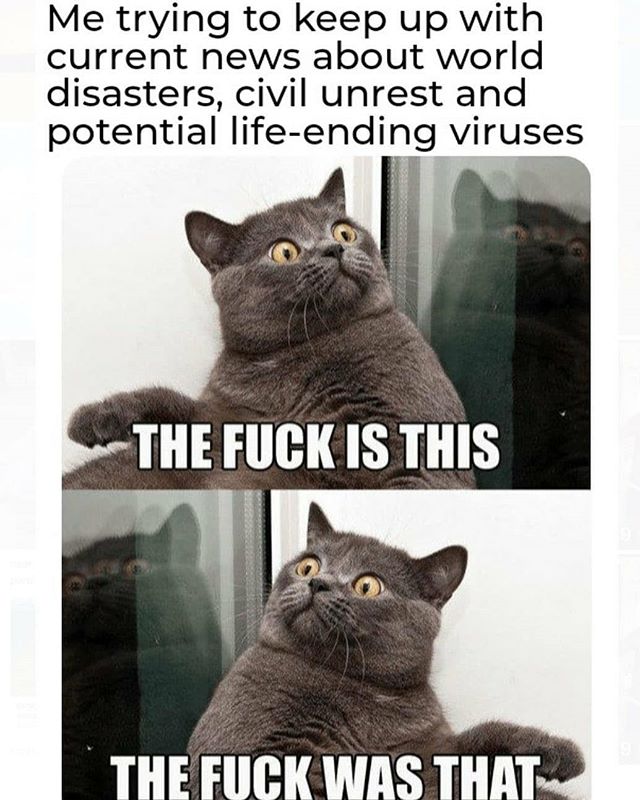 Me trying to keep up with
current news about world
disasters, civil unrest and
potential life-ending viruses
THE FUCK IS THIS
THE FUCK WAS THAT